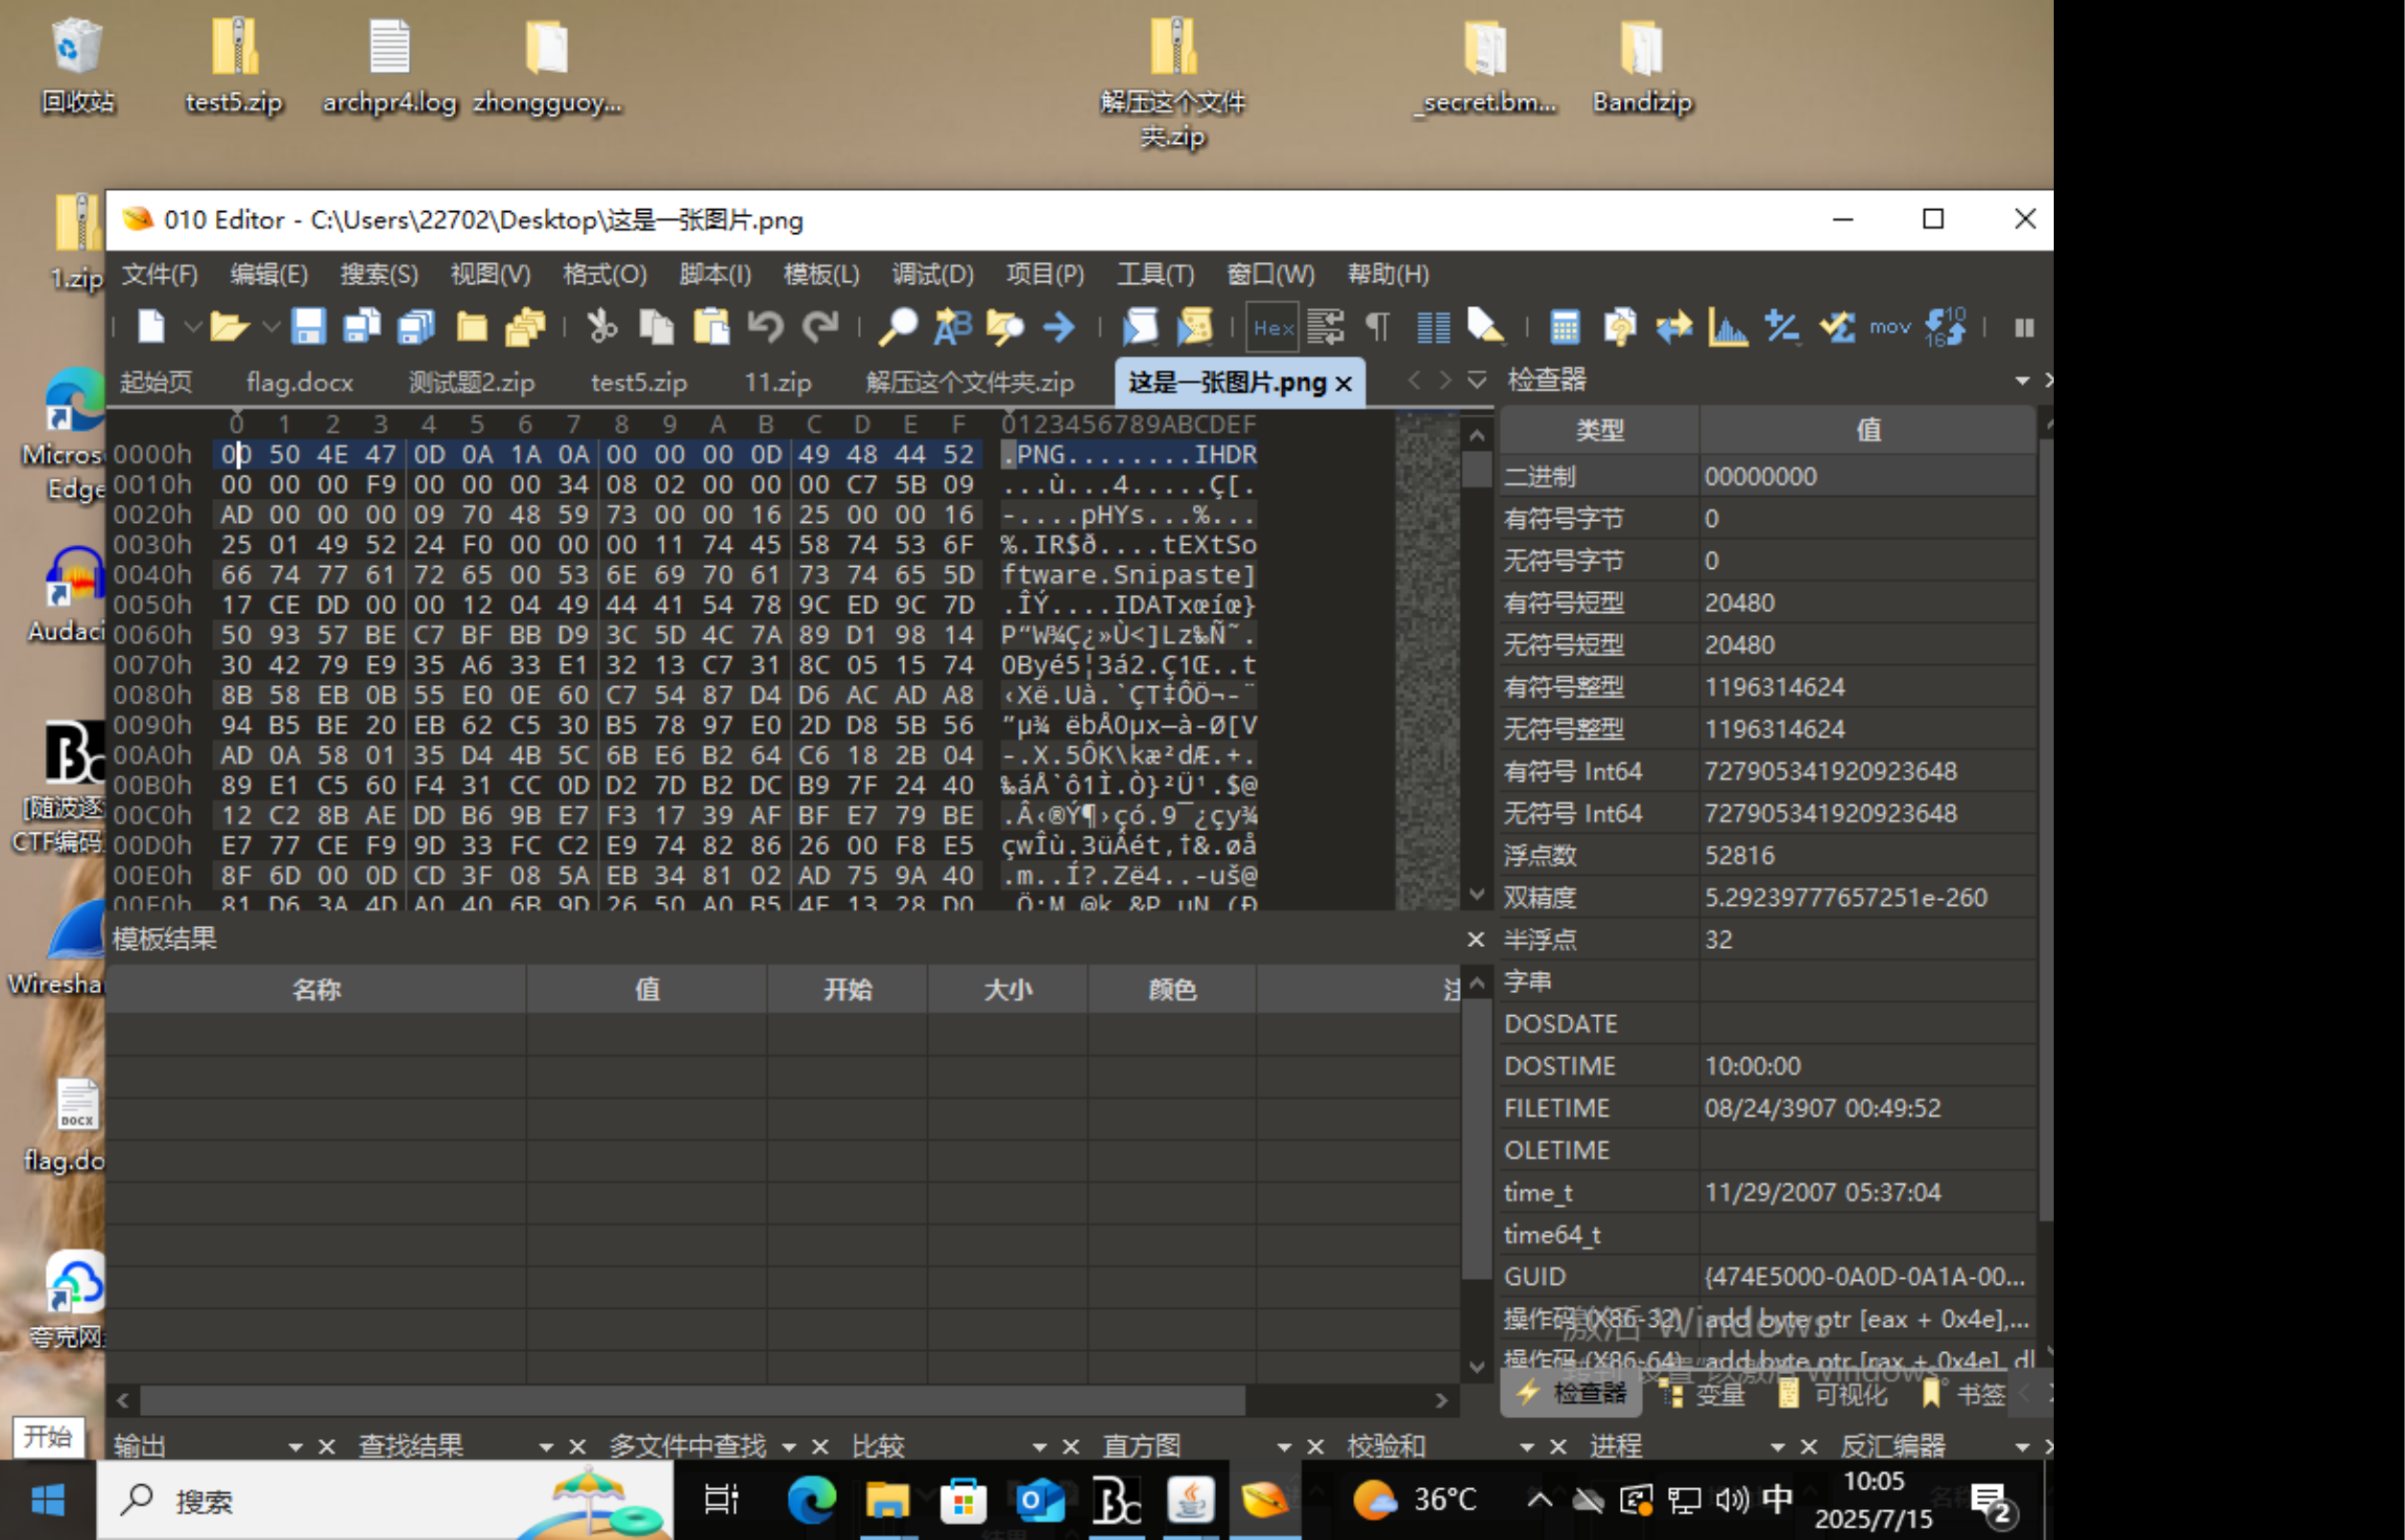 回收站
test5.zip
archpr4.log
zhongguoy...
解压这个文件
夹.zip
_secret.bm...
Bandizip
1.zip
010 Editor - C:\Users\22702\Desktop\这是一张图片.png
文件(F) 编辑(E) 搜索(S) 视图(V) 格式(O) 脚本(I) 模板(L) 调试(D) 项目(P) 工具(T) 窗口(W) 帮助(H)
Hex
mov
10
16
起始页 flag.docx 测试题2.zip test5.zip 11.zip 解压这个文件夹.zip 这是一张图片.png
检查器
0 1 2 3 4 5 6 7 8 9 A B C D E F 0123456789ABCDEF
0000h 00 50 4E 47 0D 0A 1A 0A 00 00 00 0D 49 48 44 52 .PNG........IHDR
0010h 00 00 00 F9 00 00 00 34 08 02 00 00 00 C7 5B 09 ...ù...4.....Ç[.
0020h AD 00 00 00 09 70 48 59 73 00 00 16 25 00 00 16 -....pHYs...%...
0030h 25 01 49 52 24 F0 00 00 00 11 74 45 58 74 53 6F %.IR$ð....tEXtSo
0040h 66 74 77 61 72 65 00 53 6E 69 70 61 73 74 65 5D ftware.Snipaste]
0050h 17 CE DD 00 00 12 04 49 44 41 54 78 9C ED 9C 7D .ÎÝ....IDATxœíœ}
0060h 50 93 57 BE C7 BF BB D9 3C 5D 4C 7A 89 D1 98 14 P“W¾Ç¿»Ù<]Lz‰Ñ˜.
0070h 30 42 79 E9 35 A6 33 E1 32 13 C7 31 8C 05 15 74 0Byé5¦3á2.Ç1Œ..t
0080h 8B 58 EB 0B 55 E0 0E 60 C7 54 87 D4 D6 AC AD A8 ‹Xë.Uà.`ÇT‡ÔÖ¬-¨
0090h 94 B5 BE 20 EB 62 C5 30 B5 78 97 E0 2D D8 5B 56 ”µ¾ ëbÅ0µx—à-Ø[V
00A0h AD 0A 58 01 35 D4 4B 5C 6B E6 B2 64 C6 18 2B 04 -.X.5ÔK\kæ²dÆ.+.
00B0h 89 E1 C5 60 F4 31 CC 0D D2 7D B2 DC B9 7F 24 40 ‰áÅ`ô1Ì.Ò}²Ü¹.$@
00C0h 12 C2 8B AE DD B6 9B E7 F3 17 39 AF BF E7 79 BE .Â‹®Ý¶›çó.9¯¿çy¾
00D0h E7 77 CE F9 9D 33 FC C2 E9 74 82 86 26 00 F8 E5 çwÎù.3üÂét‚†&.øå
00E0h 8F 6D 00 0D CD 3F 08 5A EB 34 81 02 AD 75 9A 40 .m..Í?.Zë4..-uš@
00F0h 81 D6 3A 4D A0 40 6B 9D 26 50 A0 B5 4E 13 28 D0 .Ö:M @k.&P µN.(Ð
类型 值
二进制 00000000
有符号字节 0
无符号字节 0
有符号短型 20480
无符号短型 20480
有符号整型 1196314624
无符号整型 1196314624
有符号 Int64 727905341920923648
无符号 Int64 727905341920923648
浮点数 52816
双精度 5.29239777657251e-260
半浮点 32
字串
DOSDATE
DOSTIME 10:00:00
FILETIME 08/24/3907 00:49:52
OLETIME
time_t 11/29/2007 05:37:04
time64_t
GUID {474E5000-0A0D-0A1A-00...
操作码 (X86-32) add byte ptr [eax + 0x4e],...
操作码 (X86-64) add byte ptr [rax + 0x4e], dl
激活 Windows
转到"设置"以激活 Windows。
检查器 变量 可视化 书签
模板结果
名称 值 开始 大小 颜色
输出 查找结果 多文件中查找 比较 直方图 校验和 进程 反汇编器
Micros
Edge
Audaci
[随波逐
CTF编码
Wiresha
DOCX
flag.do
夸克网
开始
搜索
36°C
中
10:05
2025/7/15
2